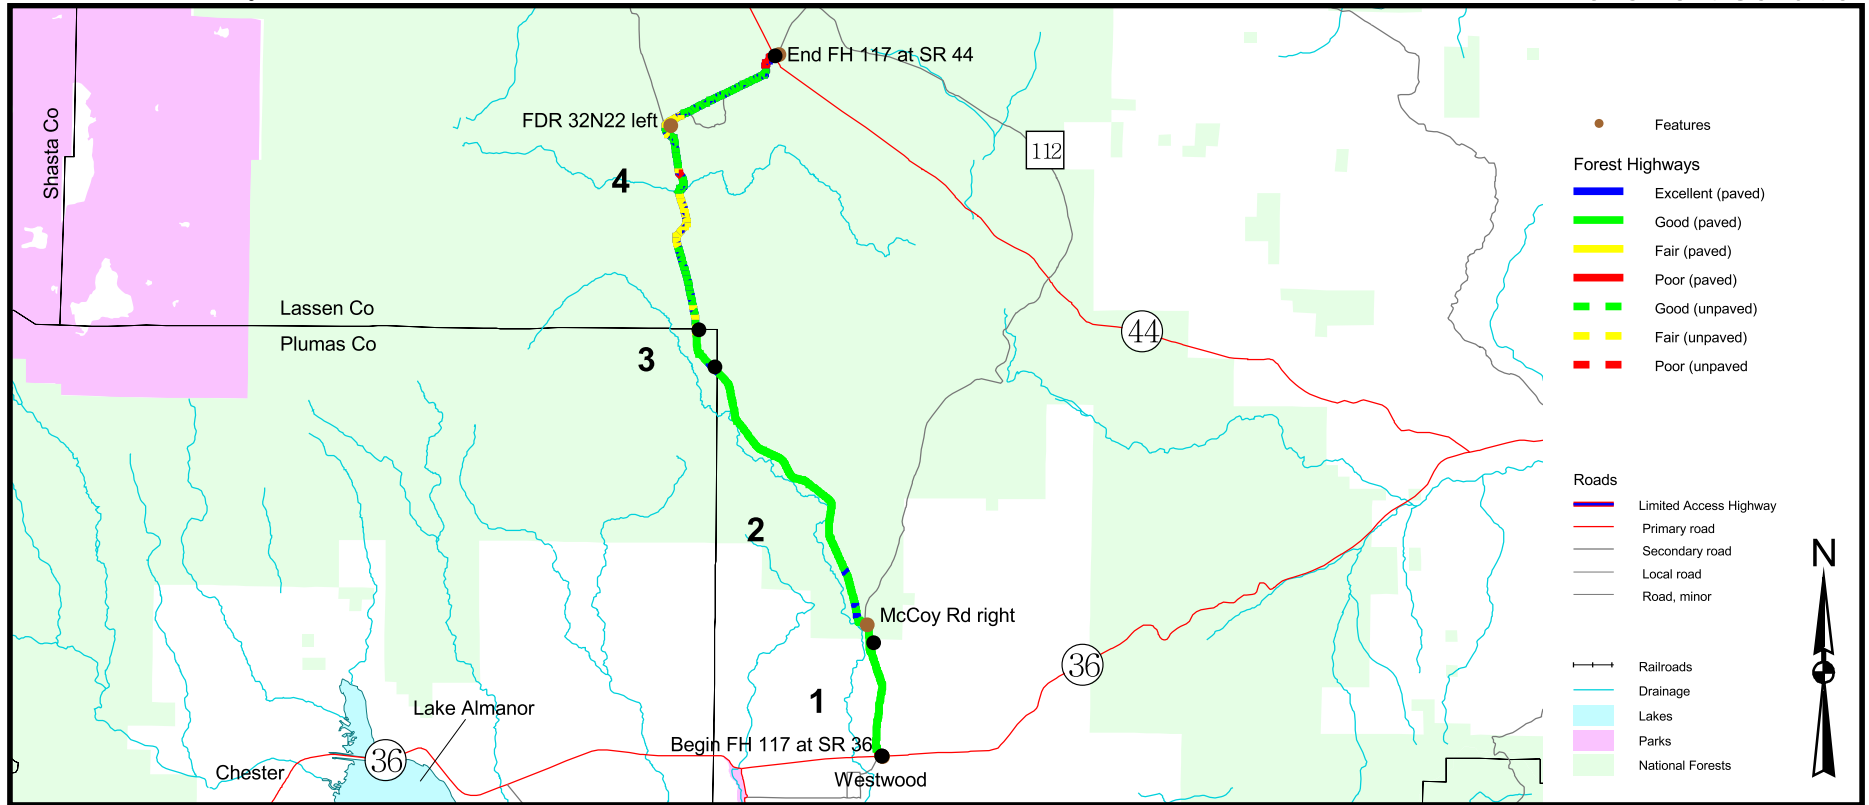 End FH 117 at SR 44
FDR 32N22 left
112
Shasta Co
4
Lassen Co
Plumas Co
3
44
2
McCoy Rd right
36
1
Lake Almanor
Begin FH 117 at SR 36
36
Chester
Westwood
Features
Forest Highways
Excellent (paved)
Good (paved)
Fair (paved)
Poor (paved)
Good (unpaved)
Fair (unpaved)
Poor (unpaved
Roads
Limited Access Highway
Primary road
Secondary road
Local road
Road, minor
Railroads
Drainage
Lakes
Parks
National Forests
N